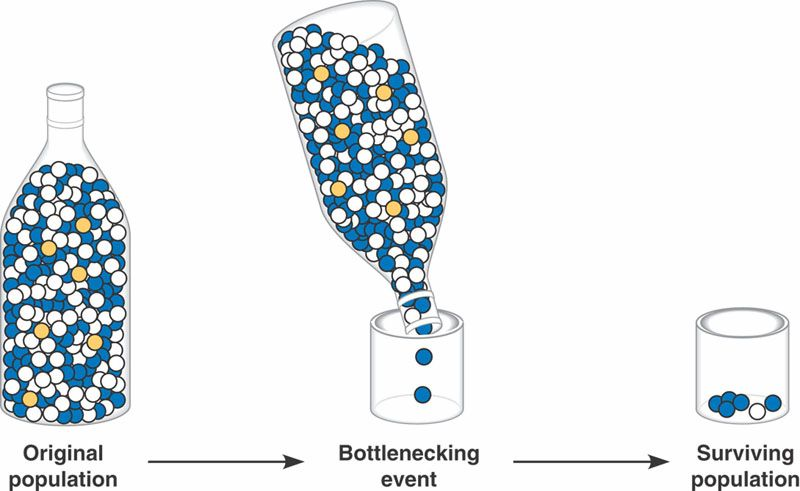 Original
population
Bottlenecking
event
Surviving
population